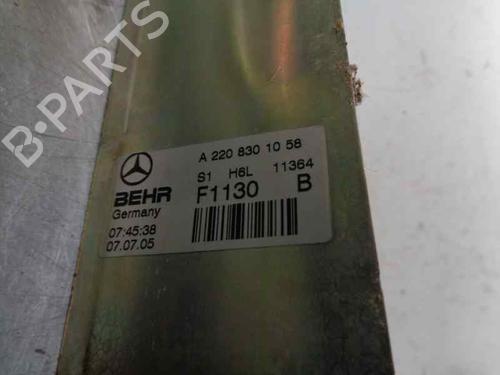 B-PARTS
A 220 830 10 58
S1 H6L 11364
BEHR F1130 B
Germany
07:45:38
07.07.05